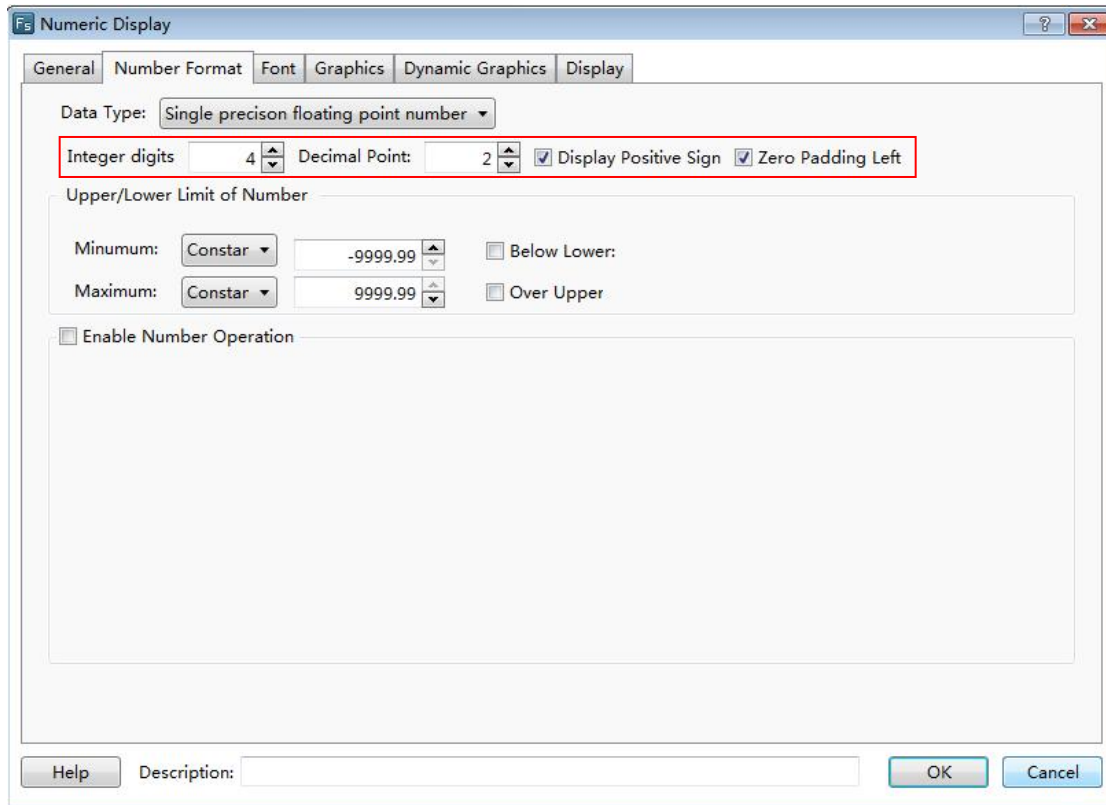 Fs Numeric Display
General Number Format Font Graphics Dynamic Graphics Display
Data Type: Single precison floating point number
Integer digits 4 Decimal Point: 2 Display Positive Sign Zero Padding Left
Upper/Lower Limit of Number
Minumum: Constar -9999.99 Below Lower:
Maximum: Constar 9999.99 Over Upper
Enable Number Operation
Help Description: OK Cancel